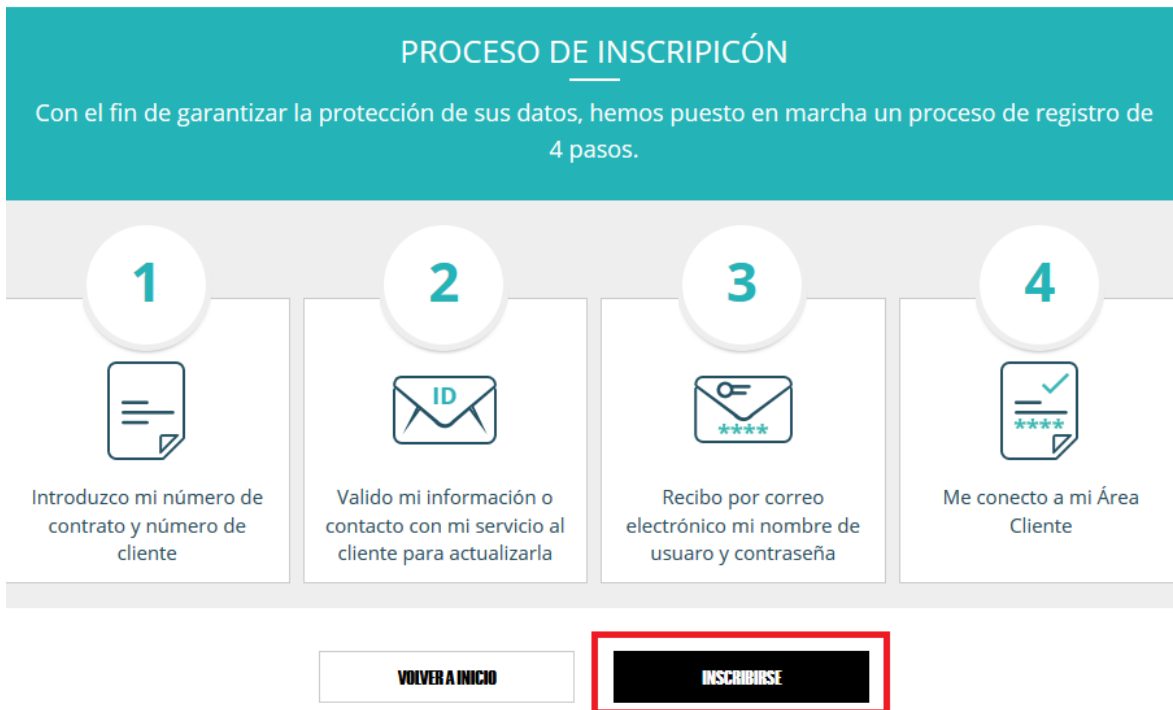 PROCESO DE INSCRIPICÓN
Con el fin de garantizar la protección de sus datos, hemos puesto en marcha un proceso de registro de
4 pasos.
1
2
3
4
ID
****
****
Introduzco mi número de
contrato y número de
cliente
Valido mi información o
contacto con mi servicio al
cliente para actualizarla
Recibo por correo
electrónico mi nombre de
usuaro y contraseña
Me conecto a mi Área
Cliente
VOLVER A INICIO
INSCRIBIRSE